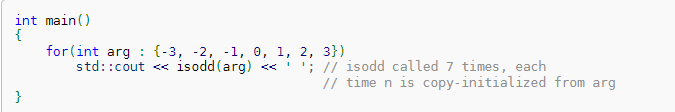 int main()
{
    for(int arg : {-3, -2, -1, 0, 1, 2, 3})
        std::cout << isodd(arg) << ' '; // isodd called 7 times, each
                                        // time n is copy-initialized from arg
}